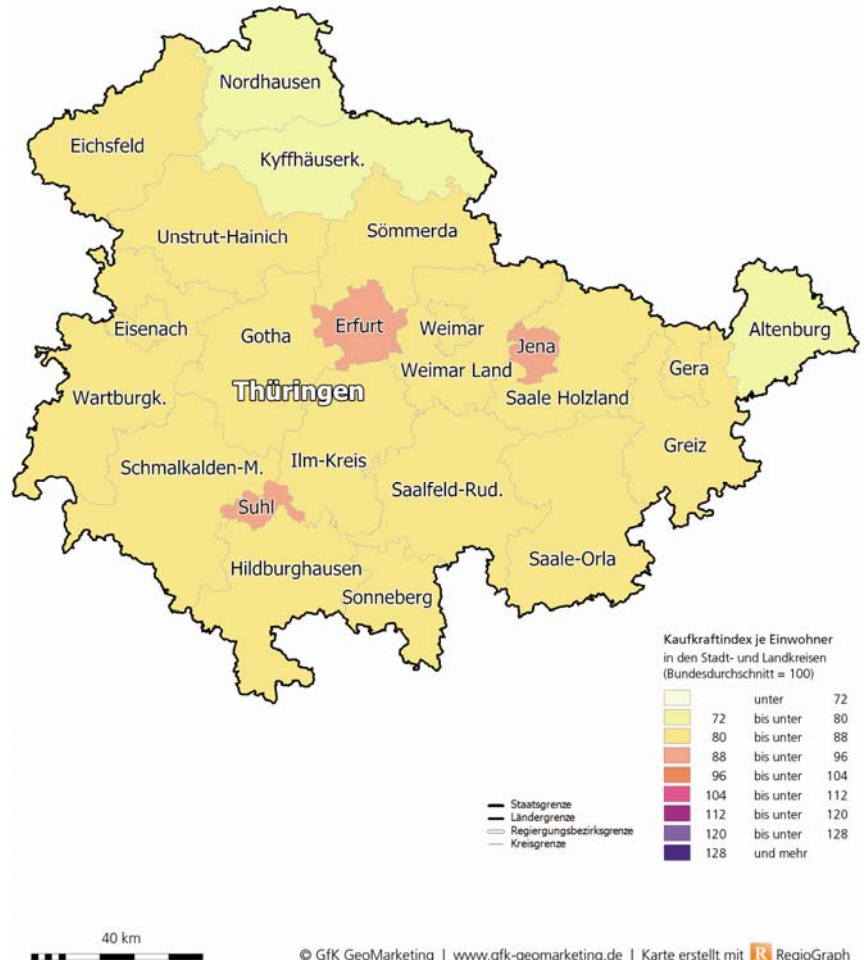 Nordhausen
Eichsfeld
Kyffhäuserk.
Unstrut-Hainich
Sömmerda
Eisenach
Gotha
Erfurt
Weimar
Jena
Altenburg
Weimar Land
Gera
Wartburgk.
Thüringen
Saale Holzland
Greiz
Schmalkalden-M.
Ilm-Kreis
Saalfeld-Rud.
Suhl
Hildburghausen
Saale-Orla
Sonneberg
Kaufkraftindex je Einwohner
in den Stadt- und Landkreisen
(Bundesdurchschnitt = 100)
unter 72
72 bis unter 80
80 bis unter 88
88 bis unter 96
96 bis unter 104
104 bis unter 112
112 bis unter 120
120 bis unter 128
128 und mehr
Staatsgrenze
Ländergrenze
Regierungsbezirksgrenze
Kreisgrenze
40 km
© GfK GeoMarketing | www.gfk-geomarketing.de | Karte erstellt mit R RegioGraph